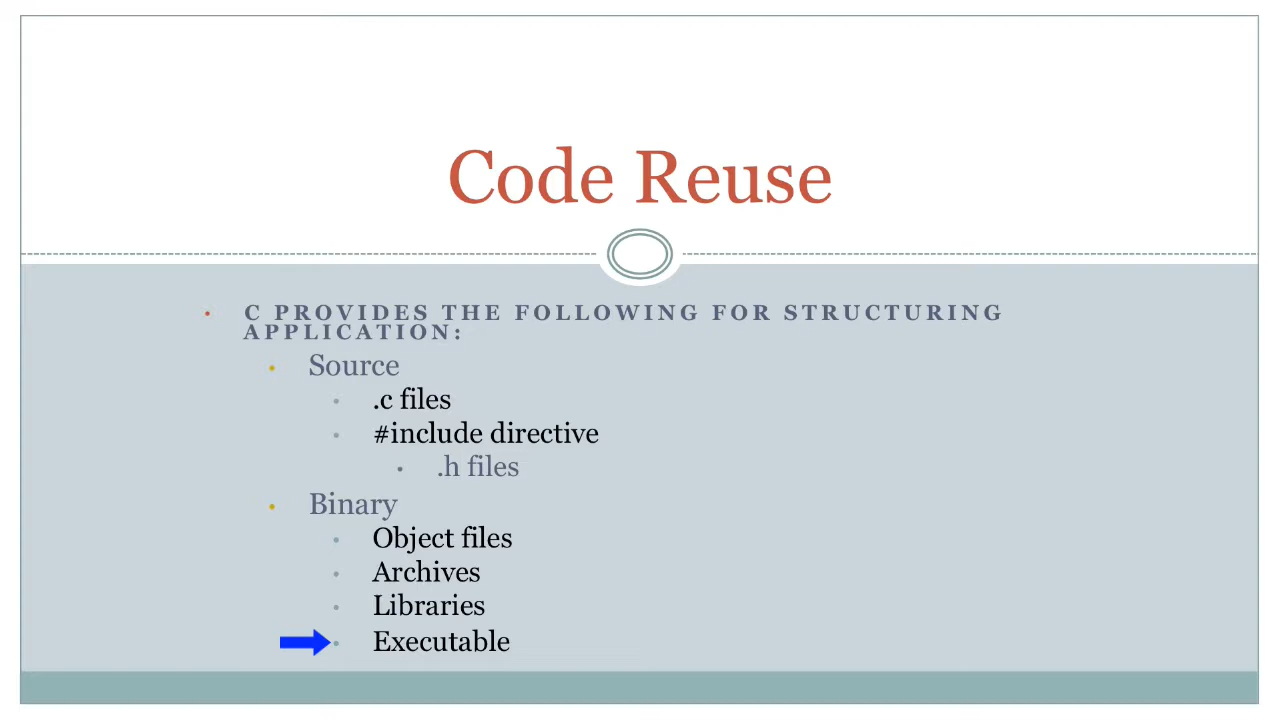 Code Reuse
C PROVIDES THE FOLLOWING FOR STRUCTURING
APPLICATION:
Source
.c files
#include directive
.h files
Binary
Object files
Archives
Libraries
Executable